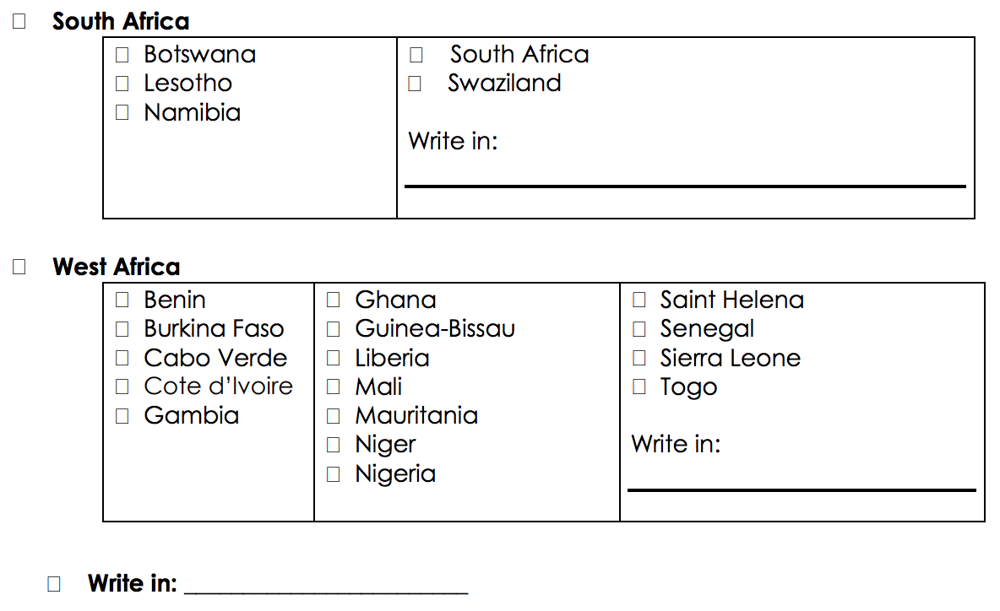 South Africa
Botswana
Lesotho
Namibia
South Africa
Swaziland
Write in:
West Africa
Benin
Burkina Faso
Cabo Verde
Cote d’Ivoire
Gambia
Ghana
Guinea-Bissau
Liberia
Mali
Mauritania
Niger
Nigeria
Saint Helena
Senegal
Sierra Leone
Togo
Write in:
Write in: ________________________